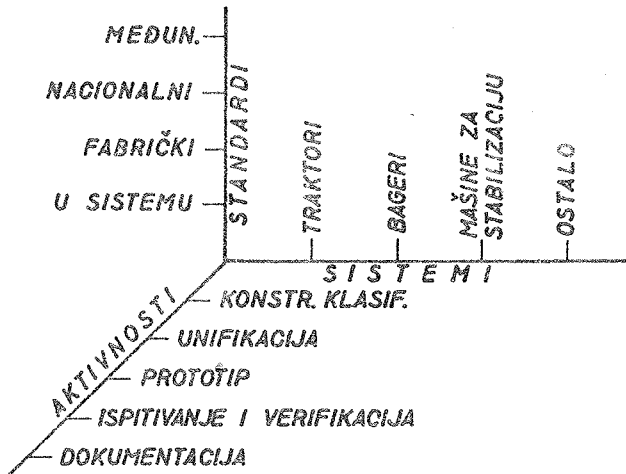 MEĐUN.
NACIONALNI
FABRIČKI
U SISTEMU
STANDARDI
TRAKTORI
BAGERI
MAŠINE ZA
STABILIZACIJU
OSTALO
SISTEMI
AKTIVNOSTI
KONSTR. KLASIF.
UNIFIKACIJA
PROTOTIP
ISPITIVANJE I VERIFIKACIJA
DOKUMENTACIJA